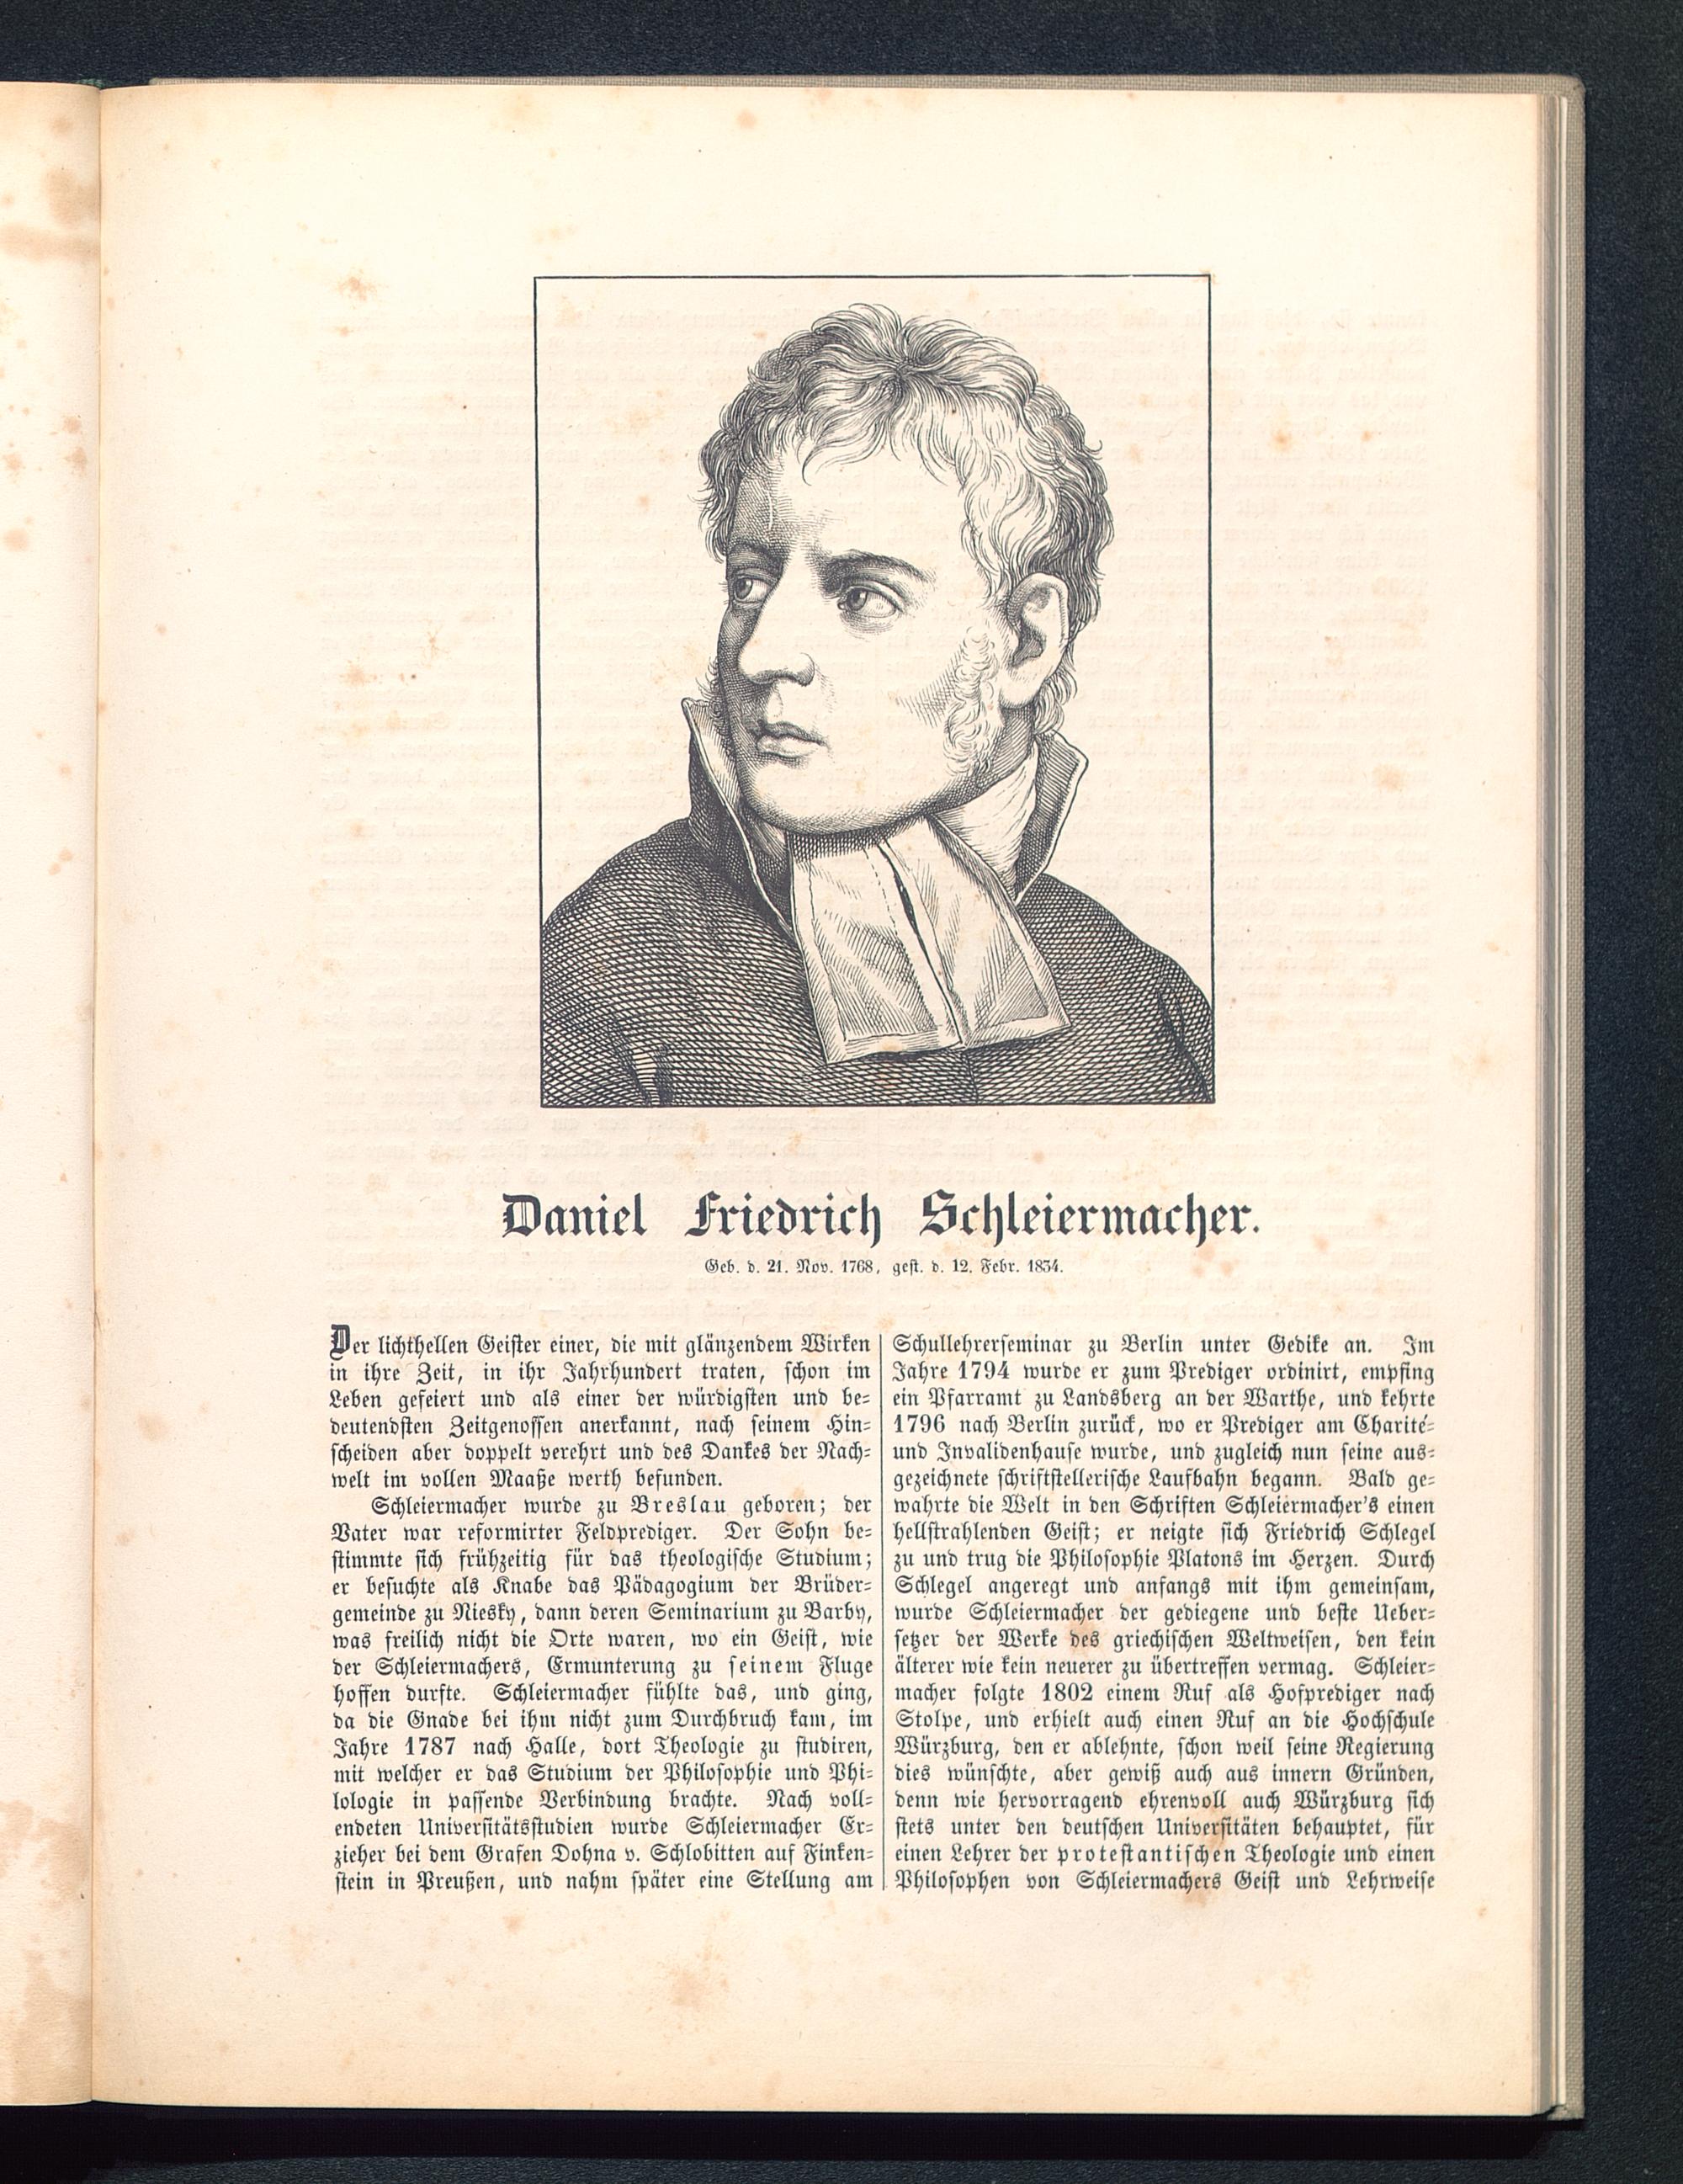 Daniel Friedrich Schleiermacher.
Geb. d. 21. Nov. 1768, gest. d. 12. Febr. 1834.
Der lichthellen Geister einer, die mit glänzendem Wirken
in ihre Zeit, in ihr Jahrhundert traten, schon im
Leben gefeiert und als einer der würdigsten und be-
deutendsten Zeitgenossen anerkannt, nach seinem Hin-
scheiden aber doppelt verehrt und des Dankes der Nach-
welt im vollen Maaße werth befunden.
Schleiermacher wurde zu Breslau geboren; der
Vater war reformirter Feldprediger. Der Sohn be-
stimmte sich frühzeitig für das theologische Studium;
er besuchte als Knabe das Pädagogium der Brüder-
gemeinde zu Niesky, dann deren Seminarium zu Barby,
was freilich nicht die Orte waren, wo ein Geist, wie
der Schleiermachers, Ermunterung zu seinem Fluge
hoffen durfte. Schleiermacher fühlte das, und ging,
da die Gnade bei ihm nicht zum Durchbruch kam, im
Jahre 1787 nach Halle, dort Theologie zu studiren,
mit welcher er das Studium der Philosophie und Phi-
lologie in passende Verbindung brachte. Nach voll-
endeten Universitätsstudien wurde Schleiermacher Er-
zieher bei dem Grafen Dohna v. Schlobitten auf Finken-
stein in Preußen, und nahm später eine Stellung am
Schullehrerseminar zu Berlin unter Gedike an. Im
Jahre 1794 wurde er zum Prediger ordinirt, empfing
ein Pfarramt zu Landsberg an der Warthe, und kehrte
1796 nach Berlin zurück, wo er Prediger am Charité-
und Invalidenhause wurde, und zugleich nun seine aus-
gezeichnete schriftstellerische Laufbahn begann. Bald ge-
wahrte die Welt in den Schriften Schleiermacher's einen
hellstrahlenden Geist; er neigte sich Friedrich Schlegel
zu und trug die Philosophie Platons im Herzen. Durch
Schlegel angeregt und anfangs mit ihm gemeinsam,
wurde Schleiermacher der gediegene und beste Ueber-
setzer der Werke des griechischen Weltweisen, den kein
älterer wie kein neuerer zu übertreffen vermag. Schleier-
macher folgte 1802 einem Ruf als Hofprediger nach
Stolpe, und erhielt auch einen Ruf an die Hochschule
Würzburg, den er ablehnte, schon weil seine Regierung
dies wünschte, aber gewiß auch aus innern Gründen,
denn wie hervorragend ehrenvoll auch Würzburg sich
stets unter den deutschen Universitäten behauptet, für
einen Lehrer der protestantischen Theologie und einen
Philosophen von Schleiermachers Geist und Lehrweise